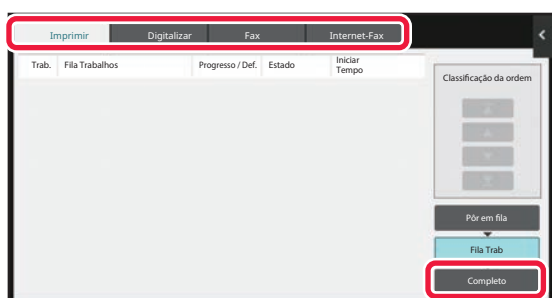 Imprimir Digitalizar Fax Internet-Fax
Trab. Fila Trabalhos Progresso / Def. Estado Iniciar Tempo
Classificação da ordem
Pôr em fila
Fila Trab
Completo